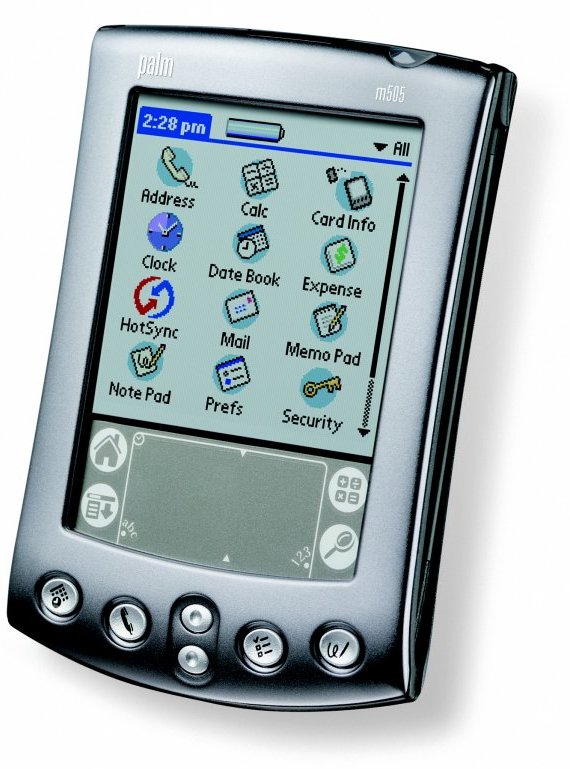 palm
m505
2:28 pm
All
Address
Calc
Card Info
Clock
Date Book
Expense
HotSync
Mail
Memo Pad
Note Pad
Prefs
Security
abc
123